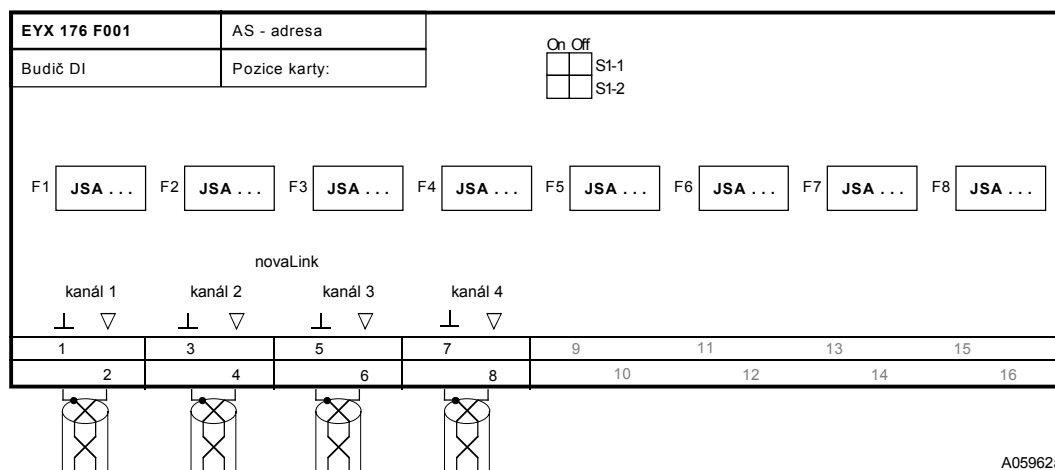 EYX 176 F001 AS - adresa
Budič DI Pozice karty:
On Off
S1-1
S1-2
F1 JSA . . . F2 JSA . . . F3 JSA . . . F4 JSA . . . F5 JSA . . . F6 JSA . . . F7 JSA . . . F8 JSA . . .
novaLink
kanál 1 kanál 2 kanál 3 kanál 4
1 3 5 7 9 11 13 15
2 4 6 8 10 12 14 16